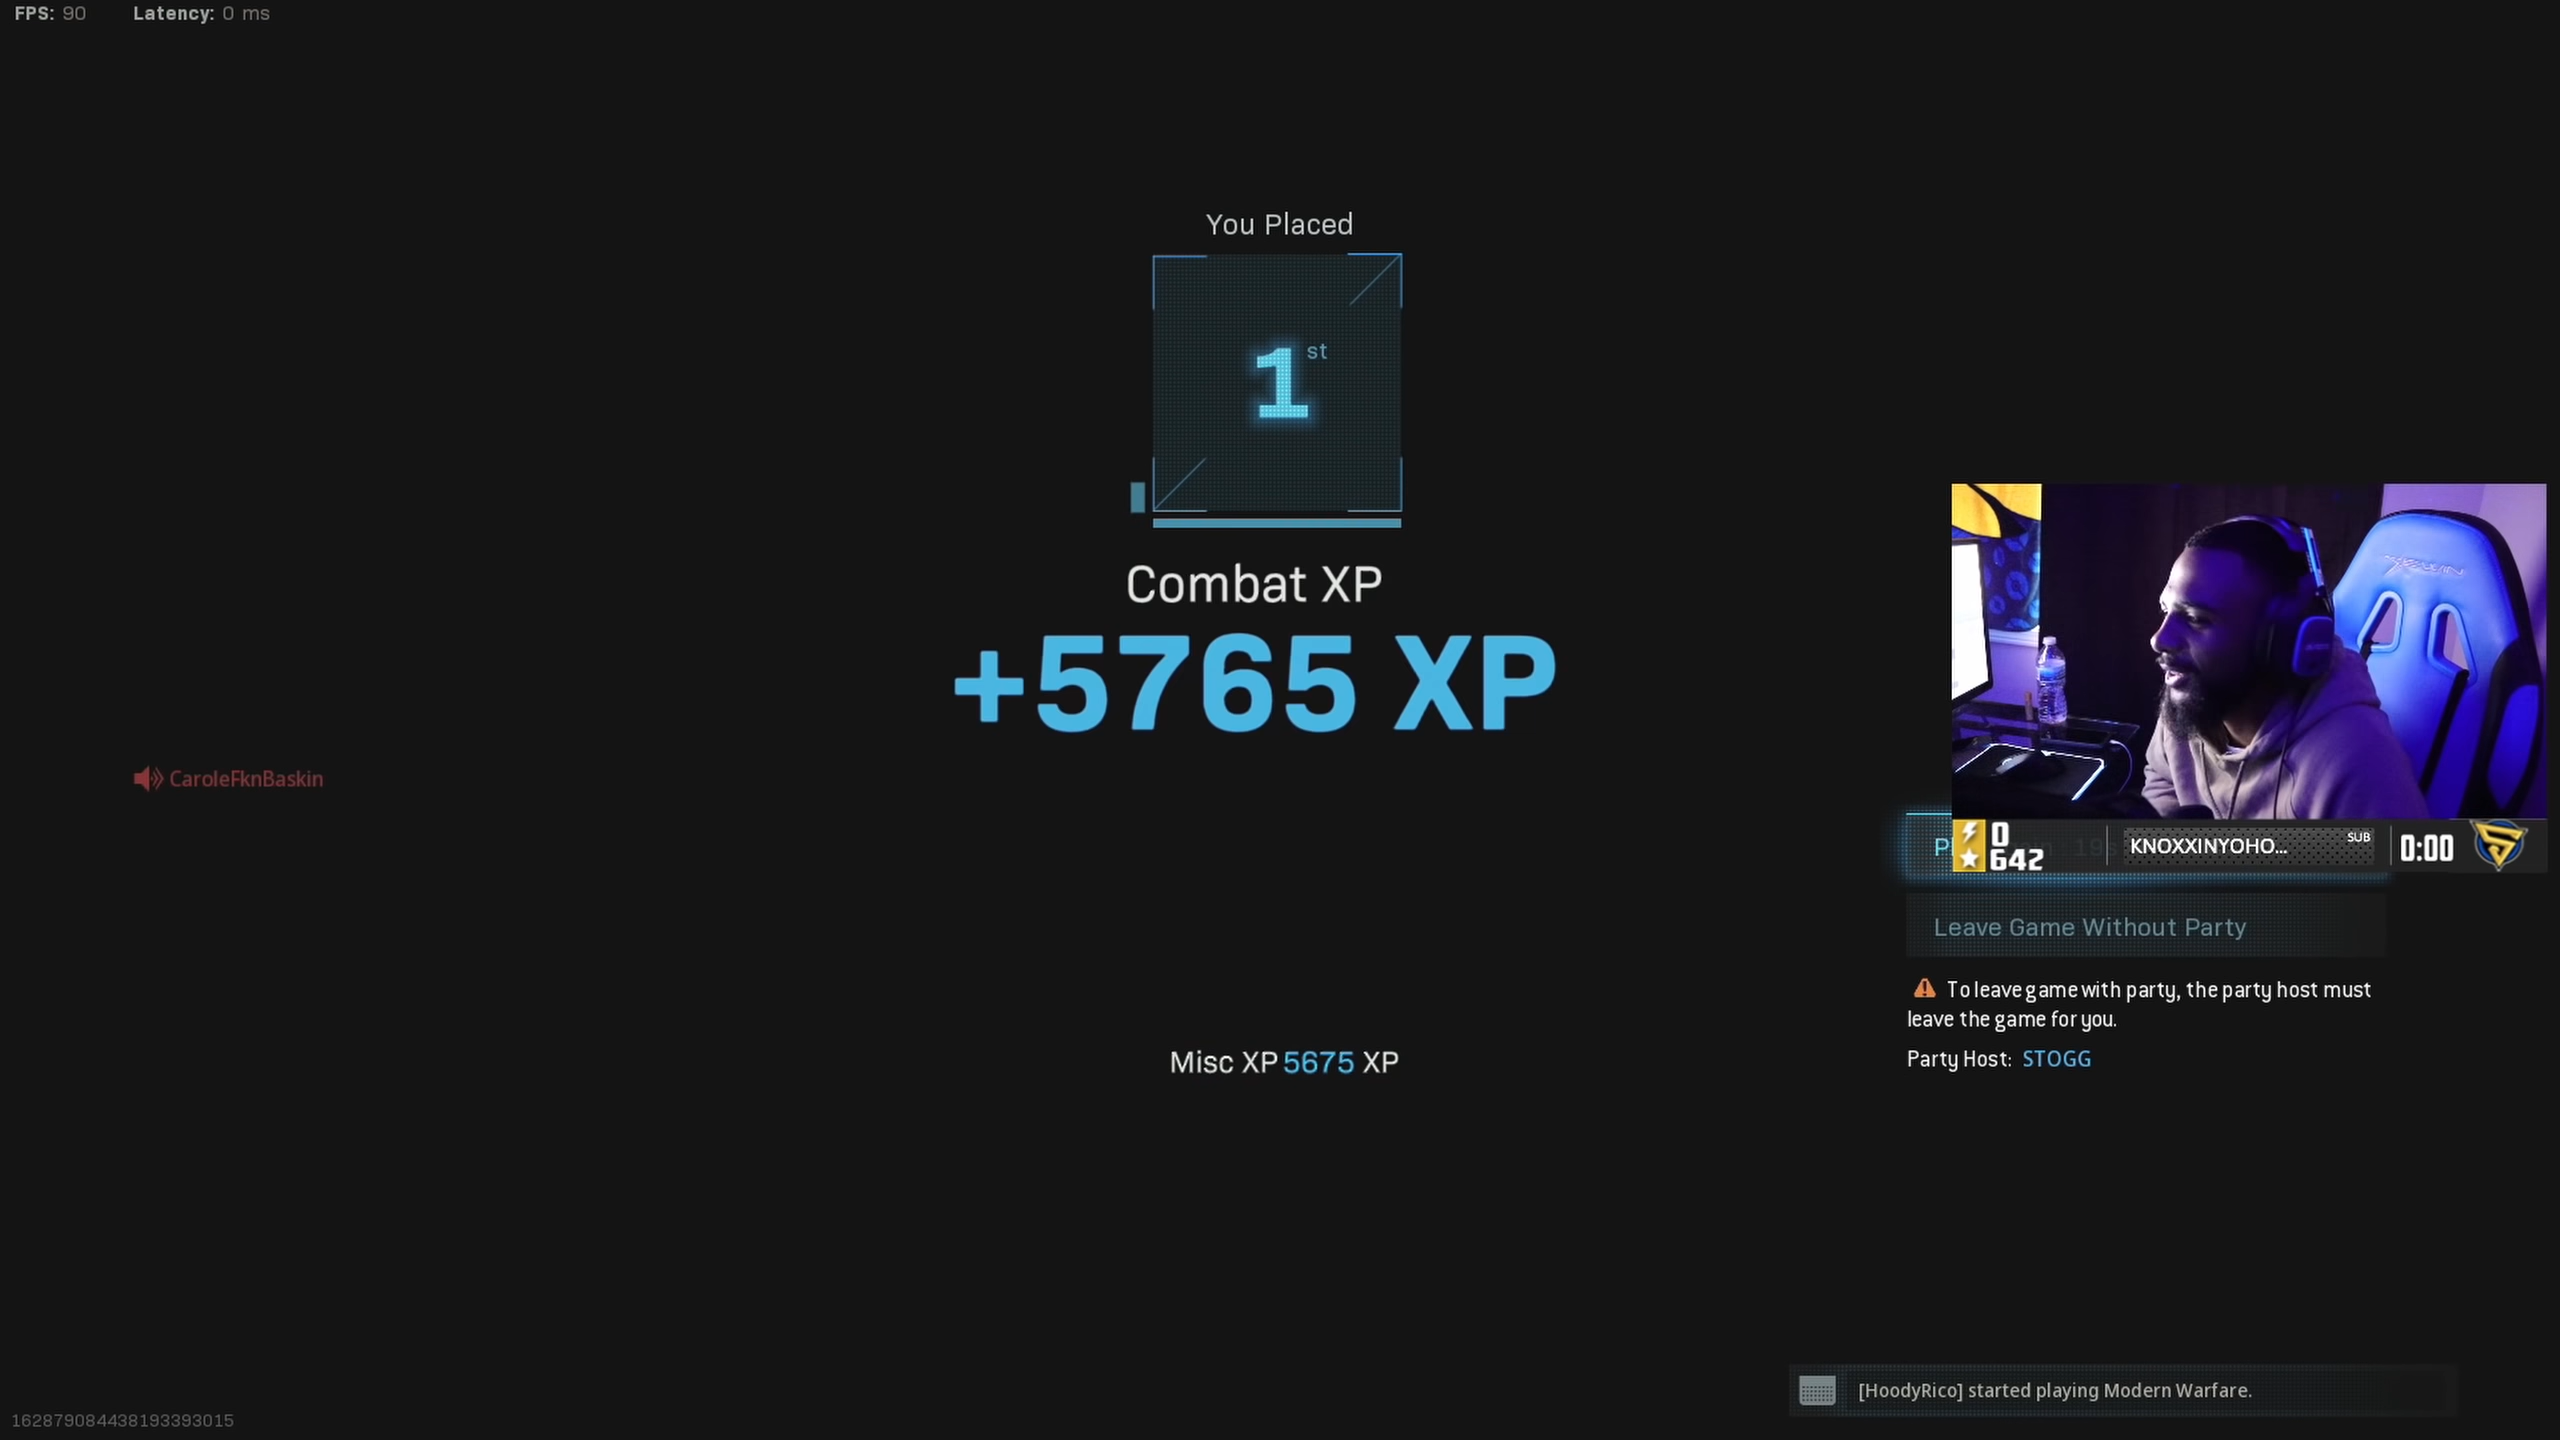 FPS: 90 Latency: 0 ms
You Placed
1st
Combat XP
+5765 XP
CaroleFknBaskin
0
642
KNOXXINYOHO...
SUB
0:00
Leave Game Without Party
To leave game with party, the party host must
leave the game for you.
Party Host: STOGG
Misc XP 5675 XP
[HoodyRico] started playing Modern Warfare.
162879084438193393015